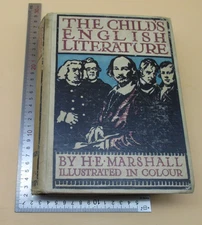 THE CHILD'S
ENGLISH
LITERATURE
BY H·E·MARSHALL
ILLUSTRATED IN COLOUR